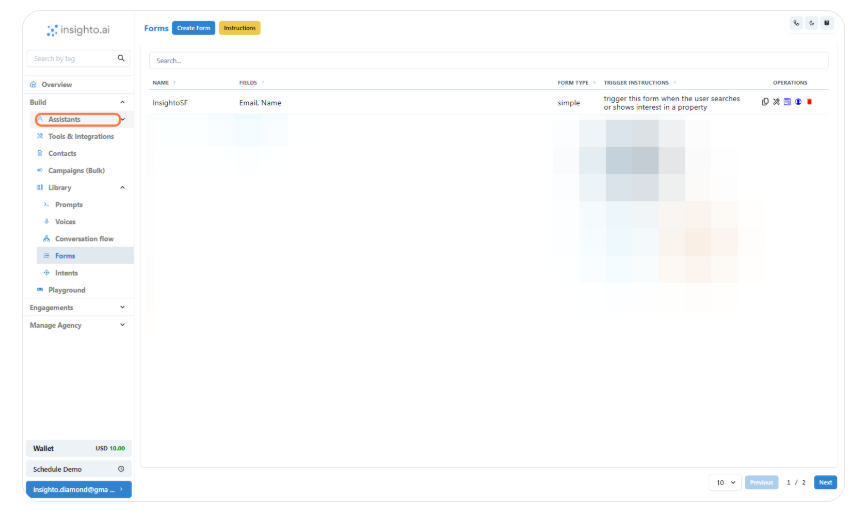 insighto.ai
Forms
Create Form
Instructions
Search by tag
Search...
Overview
NAME
FIELDS
FORM TYPE
TRIGGER INSTRUCTIONS
OPERATIONS
Build
InsightoSF
Email, Name
simple
trigger this form when the user searches
or shows interest in a property
Assistants
Tools & Integrations
Contacts
Campaigns (Bulk)
Library
Prompts
Voices
Conversation flow
Forms
Intents
Playground
Engagements
Manage Agency
Wallet
USD 10.00
Schedule Demo
insighto.diamond@gma ...
10
Previous
1 / 2
Next